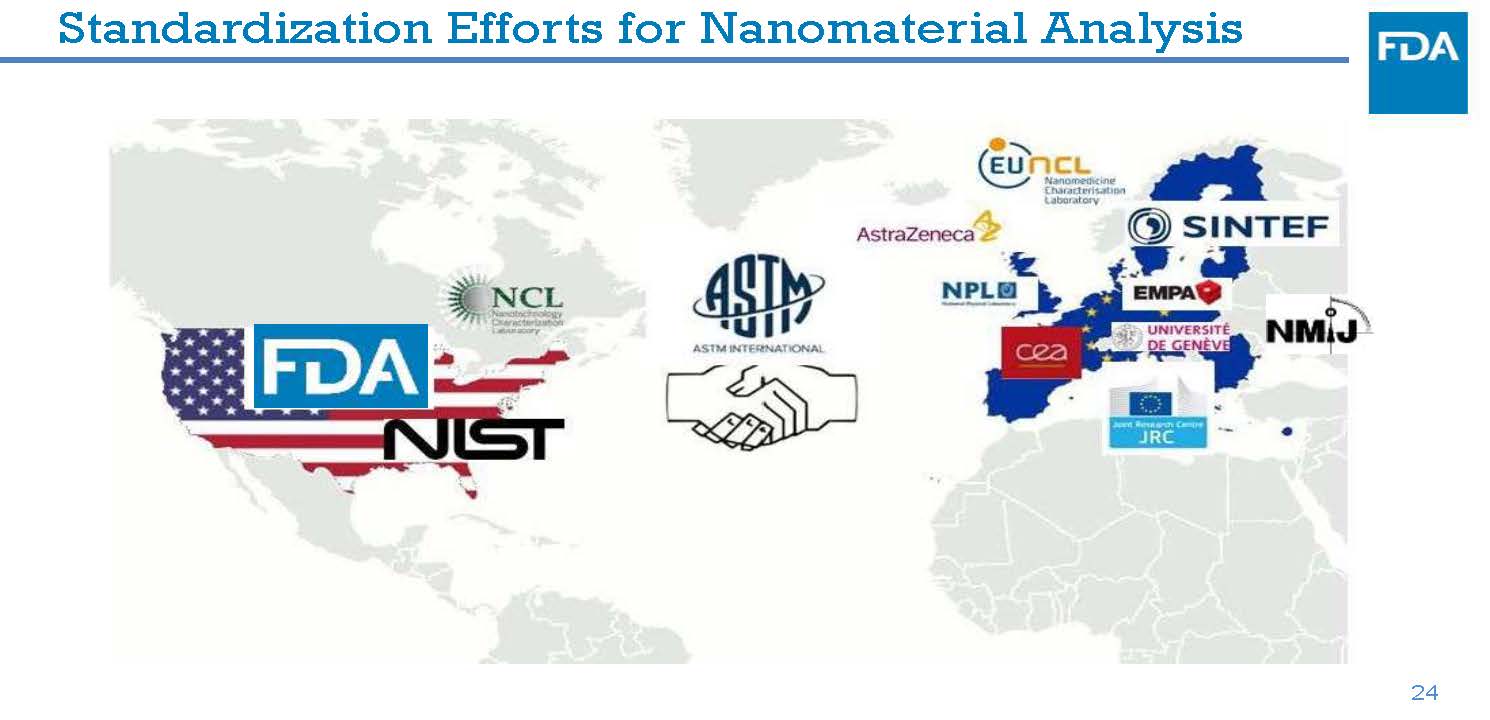 Standardization Efforts for Nanomaterial Analysis
FDA
EUNCL
Nanomedicine
Characterisation
Laboratory
AstraZeneca
SINTEF
ASTM
ASTM INTERNATIONAL
NCL
Nanotechnology
Characterization
Laboratory
NPL
National Physical Laboratory
EMPA
UNIVERSITÉ
DE GENÈVE
NMIJ
FDA
cea
NIST
Joint Research Centre
JRC
24